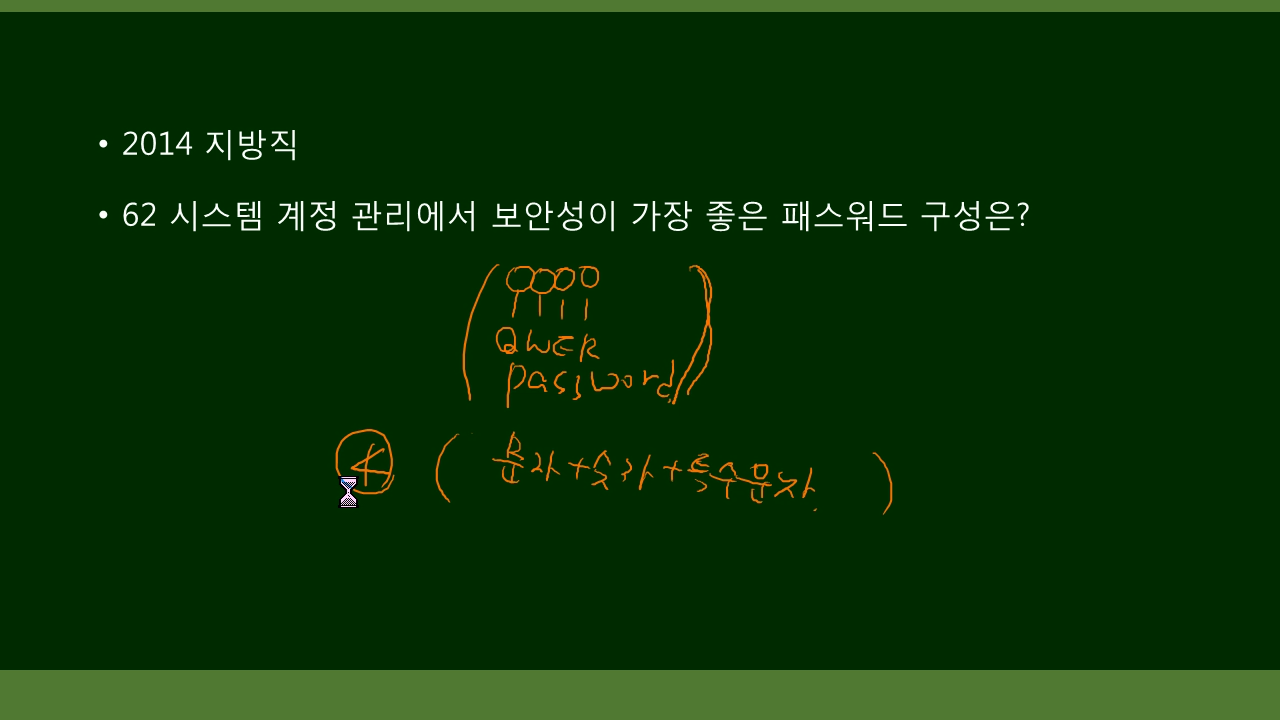 • 2014 지방직
• 62 시스템 계정 관리에서 보안성이 가장 좋은 패스워드 구성은?
0000
1111
QWER
password
4 ( 문자+숫자+특수문자 )